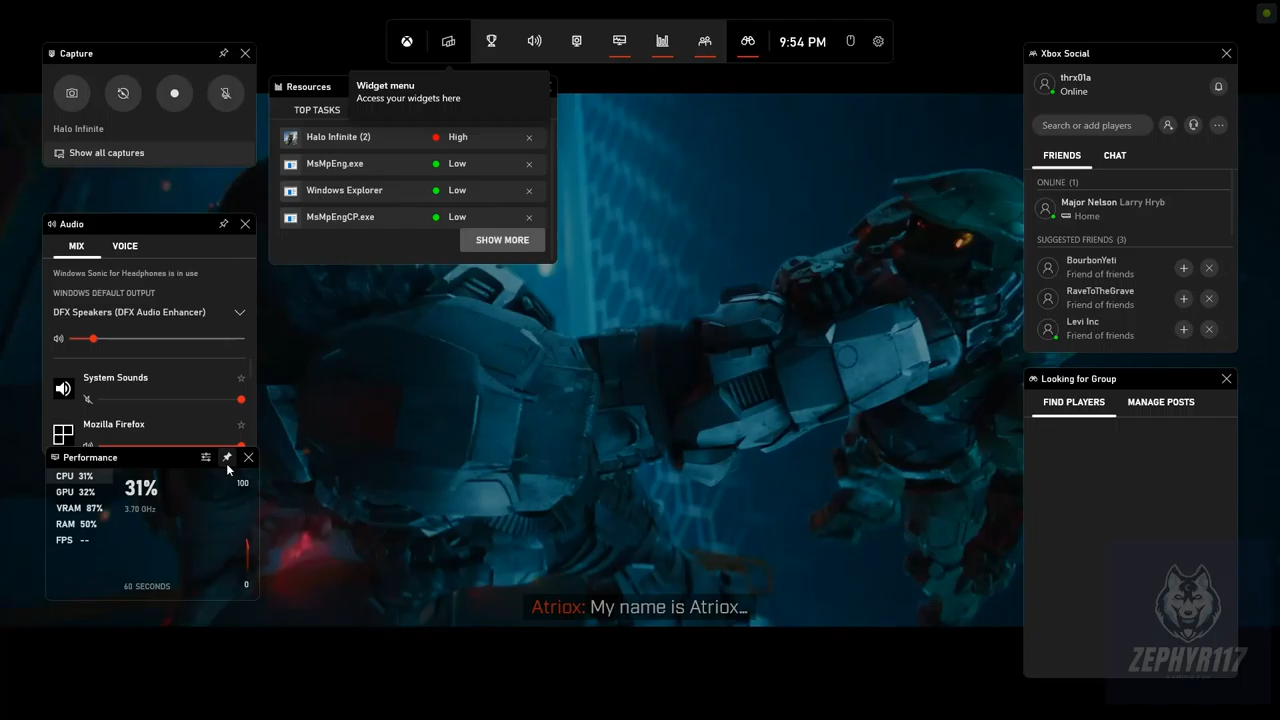 9:54 PM
Capture
Halo Infinite
Show all captures
Widget menu
Access your widgets here
Resources
TOP TASKS
Halo Infinite (2) High
MsMpEng.exe Low
Windows Explorer Low
MsMpEngCP.exe Low
SHOW MORE
Audio
MIX VOICE
Windows Sonic for Headphones is in use
WINDOWS DEFAULT OUTPUT
DFX Speakers (DFX Audio Enhancer)
System Sounds
Mozilla Firefox
Performance
CPU 31%
GPU 32%
VRAM 87%
RAM 50%
FPS --
31%
3.70 GHz
100
0
60 SECONDS
Xbox Social
thrx01a
Online
Search or add players
FRIENDS CHAT
ONLINE (1)
Major Nelson Larry Hryb
Home
SUGGESTED FRIENDS (3)
BourbonYeti
Friend of friends
RaveToTheGrave
Friend of friends
Levi Inc
Friend of friends
Looking for Group
FIND PLAYERS MANAGE POSTS
Atriox: My name is Atriox...
ZEPHYR117